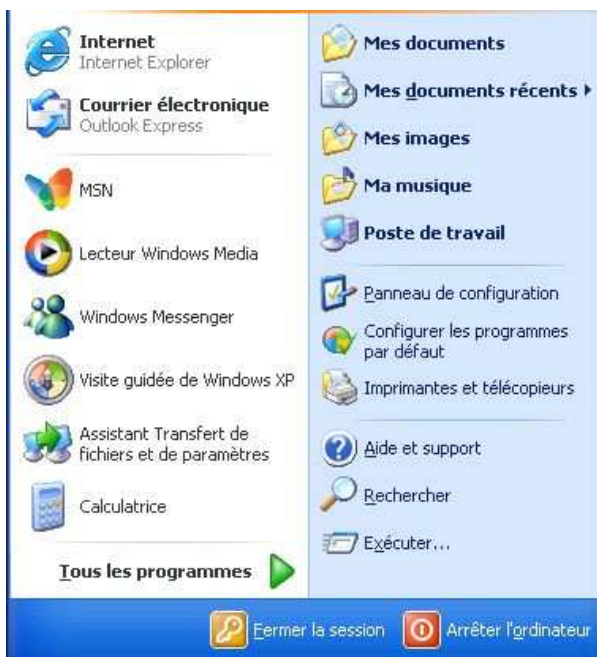 Internet
Internet Explorer
Courrier électronique
Outlook Express
MSN
Lecteur Windows Media
Windows Messenger
Visite guidée de Windows XP
Assistant Transfert de
fichiers et de paramètres
Calculatrice
Tous les programmes
Mes documents
Mes documents récents
Mes images
Ma musique
Poste de travail
Panneau de configuration
Configurer les programmes
par défaut
Imprimantes et télécopieurs
Aide et support
Rechercher
Exécuter...
Fermer la session
Arrêter l'ordinateur